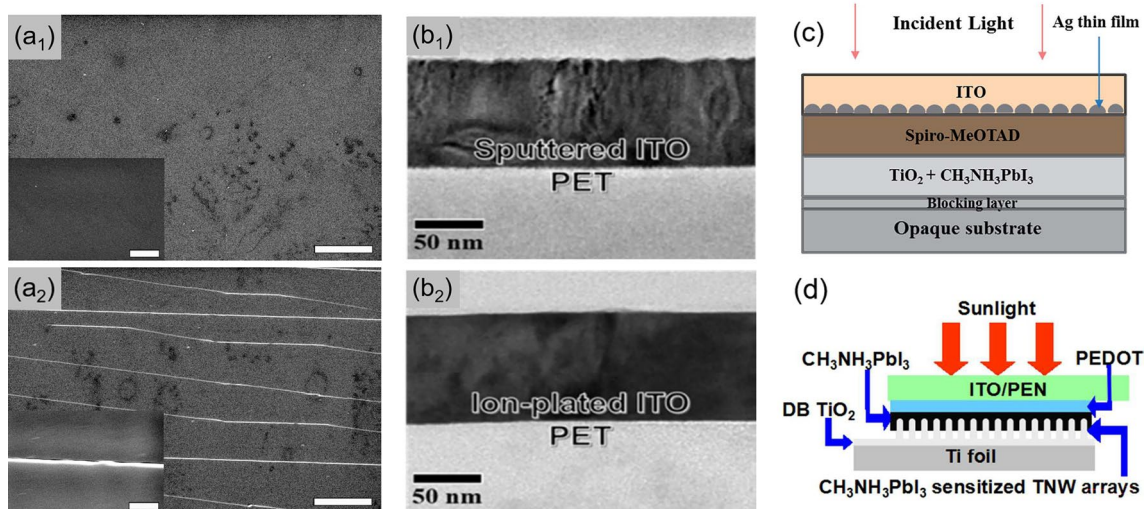 (a₁)
(b₁)
Sputtered ITO
PET
50 nm
(c)
Incident Light
Ag thin film
ITO
Spiro-MeOTAD
TiO₂ + CH₃NH₃PbI₃
Blocking layer
Opaque substrate
(a₂)
(b₂)
Ion-plated ITO
PET
50 nm
(d)
Sunlight
CH₃NH₃PbI₃
PEDOT
ITO/PEN
DB TiO₂
Ti foil
CH₃NH₃PbI₃ sensitized TNW arrays